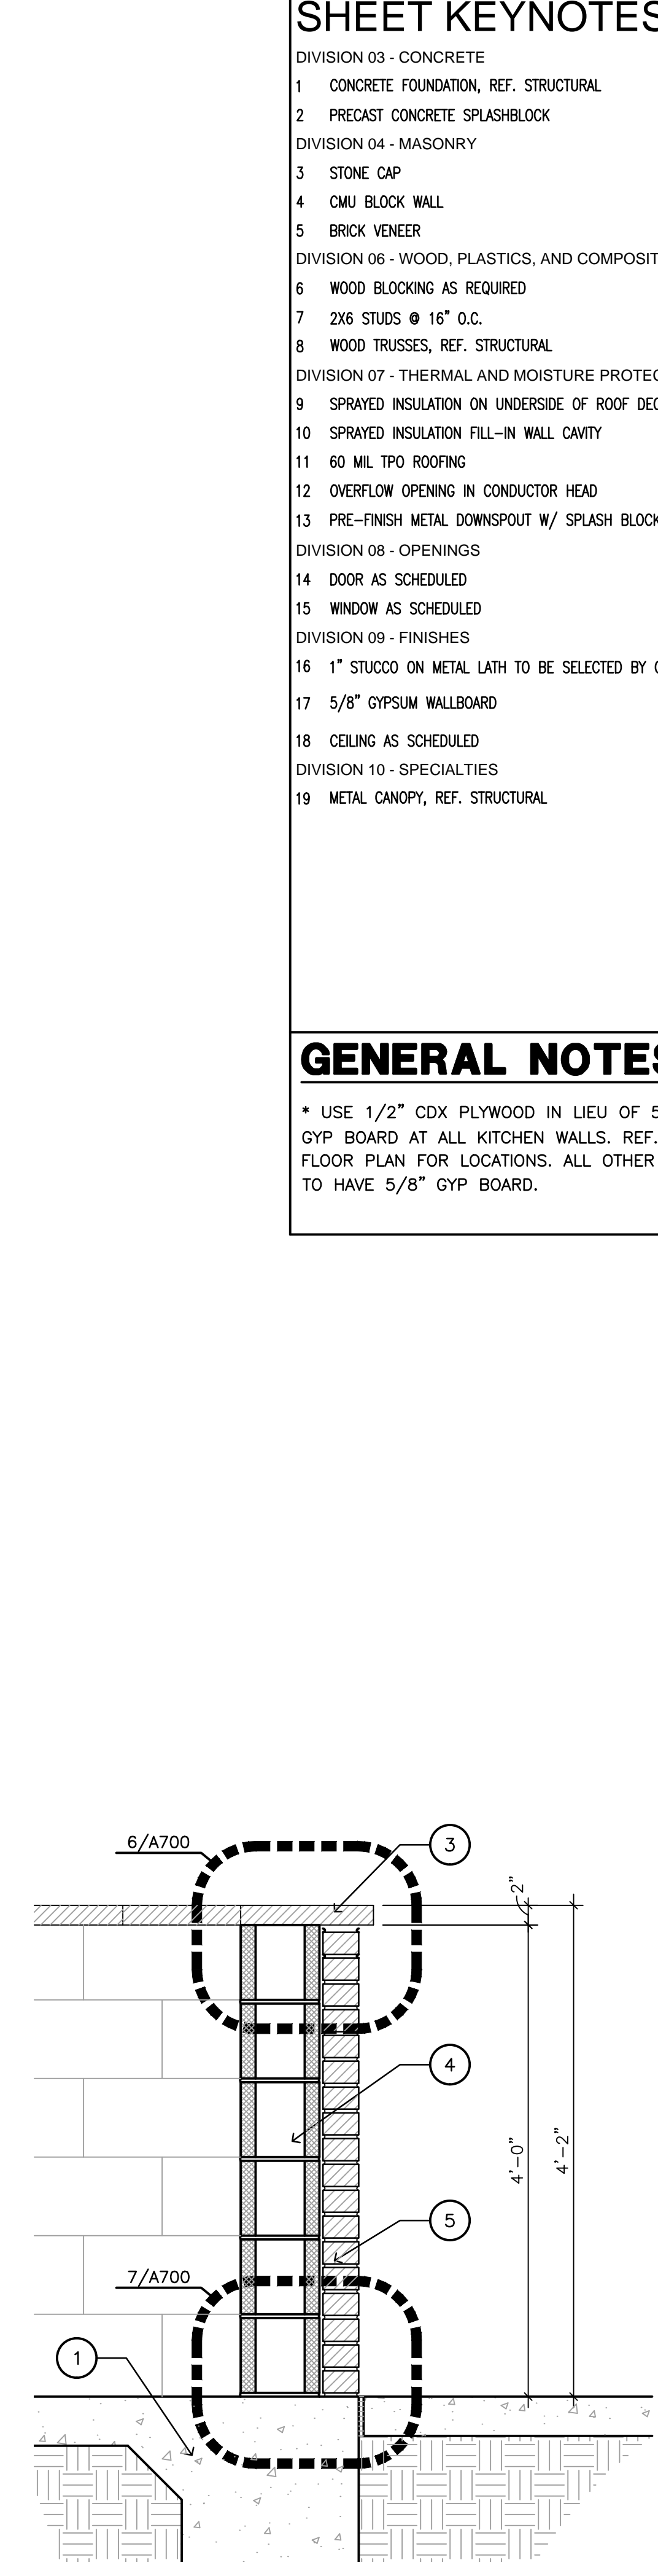 SHEET KEYNOTES
DIVISION 03 - CONCRETE
1 CONCRETE FOUNDATION, REF. STRUCTURAL
2 PRECAST CONCRETE SPLASHBLOCK
DIVISION 04 - MASONRY
3 STONE CAP
4 CMU BLOCK WALL
5 BRICK VENEER
DIVISION 06 - WOOD, PLASTICS, AND COMPOSIT
6 WOOD BLOCKING AS REQUIRED
7 2X6 STUDS @ 16" O.C.
8 WOOD TRUSSES, REF. STRUCTURAL
DIVISION 07 - THERMAL AND MOISTURE PROTEC
9 SPRAYED INSULATION ON UNDERSIDE OF ROOF DEC
10 SPRAYED INSULATION FILL-IN WALL CAVITY
11 60 MIL TPO ROOFING
12 OVERFLOW OPENING IN CONDUCTOR HEAD
13 PRE-FINISH METAL DOWNSPOUT W/ SPLASH BLOCK
DIVISION 08 - OPENINGS
14 DOOR AS SCHEDULED
15 WINDOW AS SCHEDULED
DIVISION 09 - FINISHES
16 1" STUCCO ON METAL LATH TO BE SELECTED BY
17 5/8" GYPSUM WALLBOARD
18 CEILING AS SCHEDULED
DIVISION 10 - SPECIALTIES
19 METAL CANOPY, REF. STRUCTURAL
GENERAL NOTES
* USE 1/2" CDX PLYWOOD IN LIEU OF 5
GYP BOARD AT ALL KITCHEN WALLS. REF.
FLOOR PLAN FOR LOCATIONS. ALL OTHER
TO HAVE 5/8" GYP BOARD.
6/A700
3
2"
4
4'-0"
4'-2"
5
7/A700
1